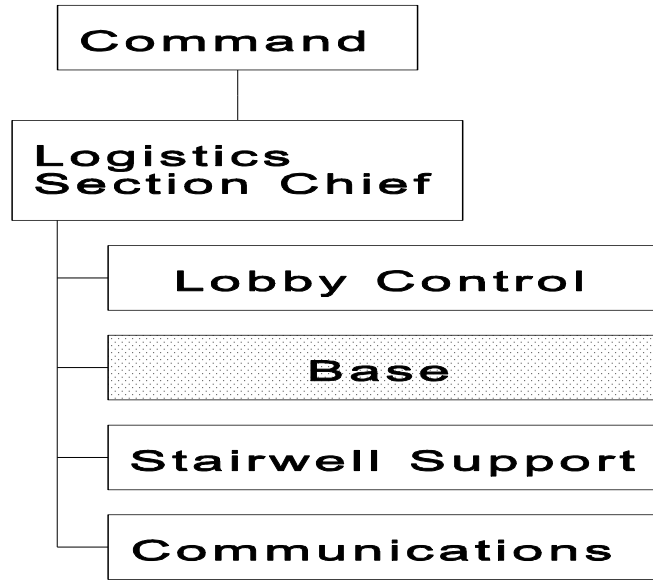 Command
Logistics
Section Chief
Lobby Control
Base
Stairwell Support
Communications